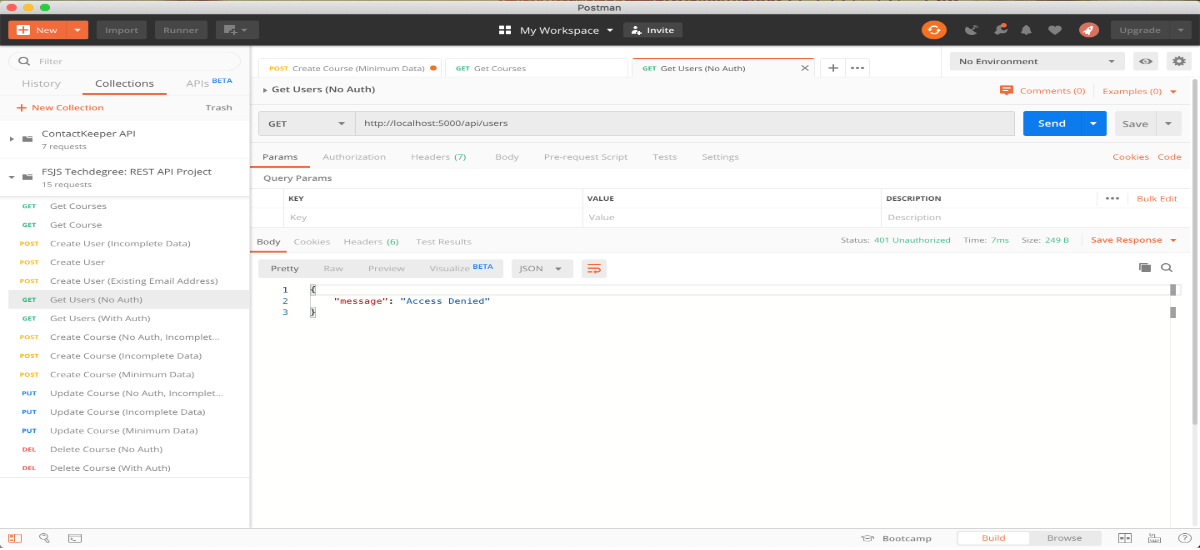 Postman
New
Import
Runner
My Workspace
Invite
Upgrade
Filter
History
Collections
APIs BETA
New Collection
Trash
ContactKeeper API
7 requests
FSJS Techdegree: REST API Project
15 requests
GET Get Courses
GET Get Course
POST Create User (Incomplete Data)
POST Create User
POST Create User (Existing Email Address)
GET Get Users (No Auth)
GET Get Users (With Auth)
POST Create Course (No Auth, Incomplet...
POST Create Course (Incomplete Data)
POST Create Course (Minimum Data)
PUT Update Course (No Auth, Incomplet...
PUT Update Course (Incomplete Data)
PUT Update Course (Minimum Data)
DEL Delete Course (No Auth)
DEL Delete Course (With Auth)
POST Create Course (Minimum Data)
GET Get Courses
GET Get Users (No Auth)
No Environment
Get Users (No Auth)
Comments (0)
Examples (0)
GET
http://localhost:5000/api/users
Send
Save
Params
Authorization
Headers (7)
Body
Pre-request Script
Tests
Settings
Cookies
Code
Query Params
KEY
VALUE
DESCRIPTION
Bulk Edit
Key
Value
Description
Body
Cookies
Headers (6)
Test Results
Status: 401 Unauthorized
Time: 7ms
Size: 249 B
Save Response
Pretty
Raw
Preview
Visualize BETA
JSON
1 {
2 "message": "Access Denied"
3 }
Bootcamp
Build
Browse